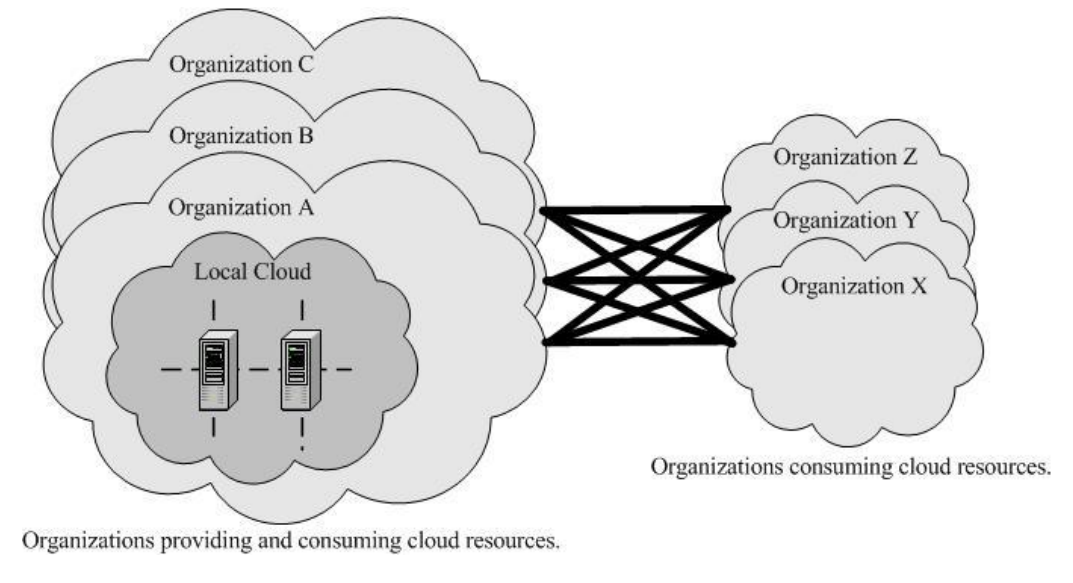 Organization C
Organization B
Organization A
Local Cloud
Organization Z
Organization Y
Organization X
Organizations consuming cloud resources.
Organizations providing and consuming cloud resources.